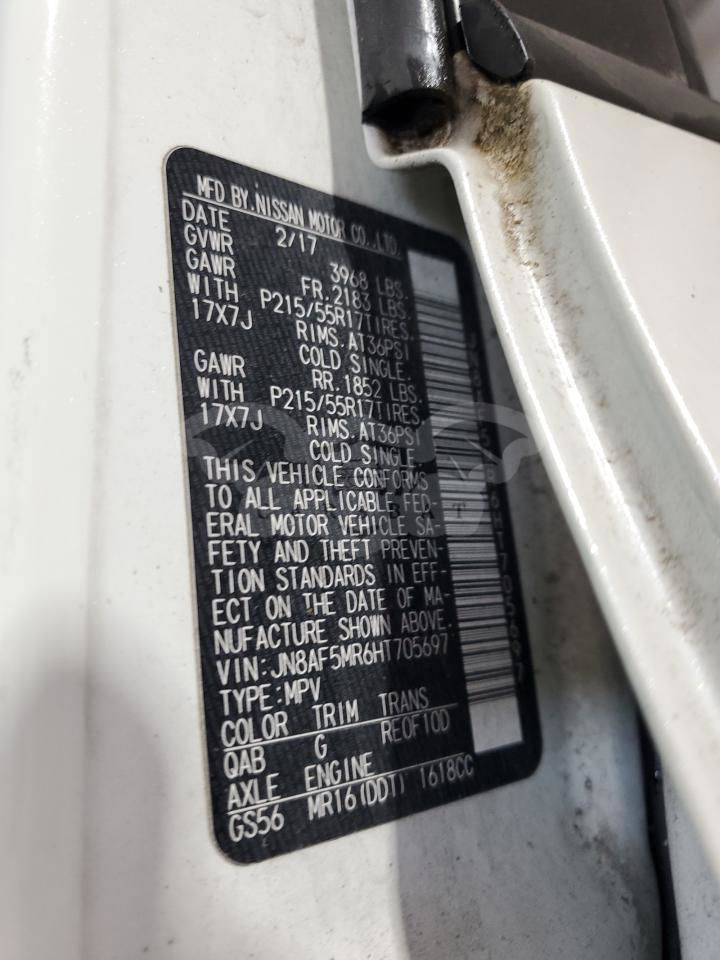 MFD BY.NISSAN MOTOR CO.,LTD.
DATE 2/17
GVWR 3968 LBS.
GAWR FR.2183 LBS.
WITH P215/55R17TIRES.
17X7J RIMS.AT36PSI
COLD SINGLE.
GAWR RR.1852 LBS.
WITH P215/55R17TIRES.
17X7J RIMS.AT36PSI
COLD SINGLE.
THIS VEHICLE CONFORMS
TO ALL APPLICABLE FED-
ERAL MOTOR VEHICLE SA-
FETY AND THEFT PREVEN-
TION STANDARDS IN EFF-
ECT ON THE DATE OF MA-
NUFACTURE SHOWN ABOVE.
VIN:JN8AF5MR6HT705697
TYPE:MPV
COLOR TRIM TRANS
QAB G RE0F10D
AXLE ENGINE
GS56 MR16(DDT) 1618CC